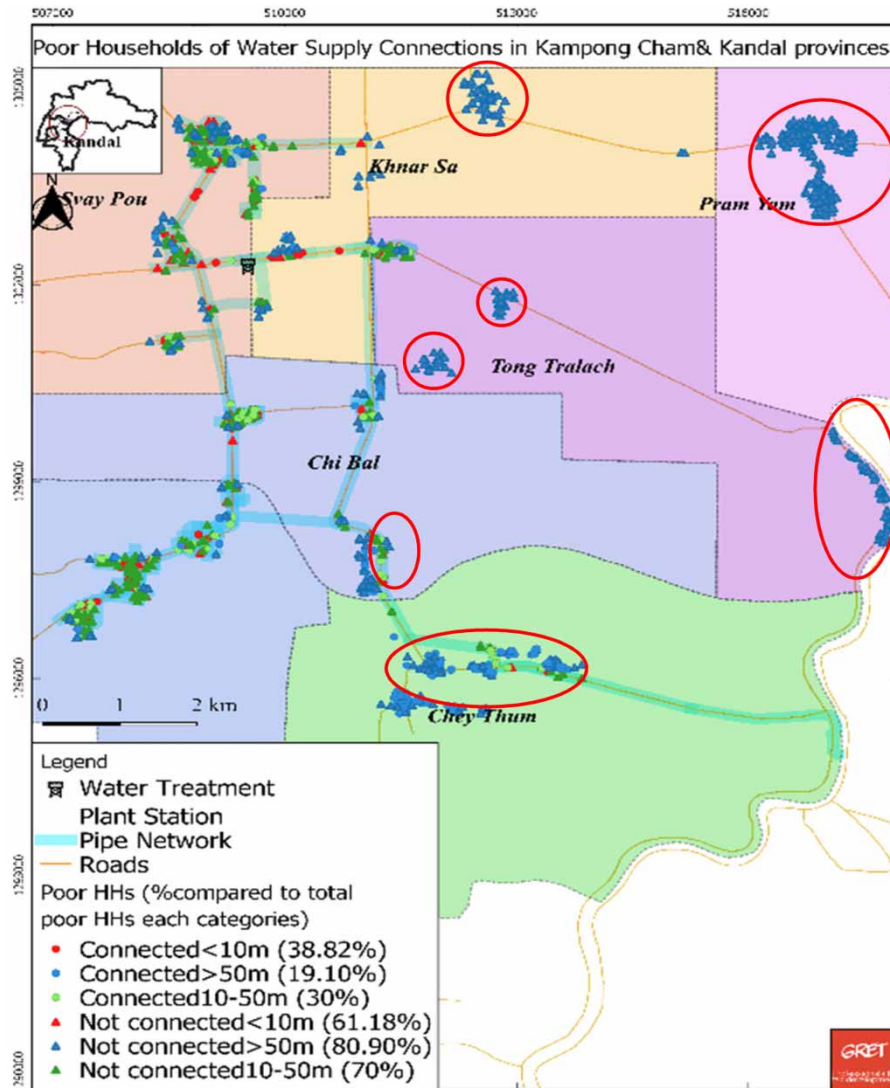 507000 510000 513000 516000
Poor Households of Water Supply Connections in Kampong Cham& Kandal provinces
Kandal
N
Svay Pou
Khnar Sa
Pram Yam
Tong Tralach
Chi Bal
Chey Thum
0 1 2 km
Legend
Water Treatment
Plant Station
Pipe Network
Roads
Poor HHs (%compared to total
poor HHs each categories)
Connected<10m (38.82%)
Connected>50m (19.10%)
Connected10-50m (30%)
Not connected<10m (61.18%)
Not connected>50m (80.90%)
Not connected10-50m (70%)
GRET